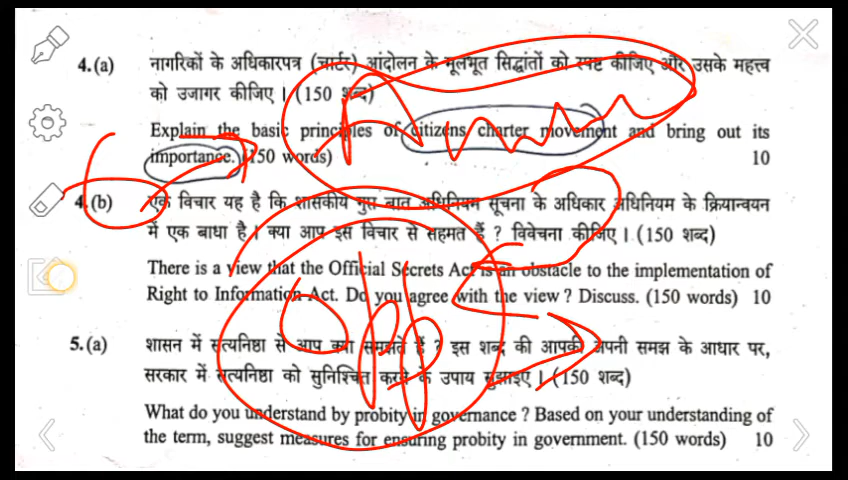 4.(a) नागरिकों के अधिकारपत्र (चार्टर) आंदोलन के मूलभूत सिद्धांतों को स्पष्ट कीजिए और उसके महत्त्व
को उजागर कीजिए। (150 शब्द)
Explain the basic principles of citizens charter movement and bring out its
importance. (150 words) 10
4.(b) एक विचार यह है कि शासकीय गुप्त बात अधिनियम सूचना के अधिकार अधिनियम के क्रियान्वयन
में एक बाधा है। क्या आप इस विचार से सहमत हैं ? विवेचना कीजिए। (150 शब्द)
There is a view that the Official Secrets Act is an obstacle to the implementation of
Right to Information Act. Do you agree with the view ? Discuss. (150 words) 10
5.(a) शासन में सत्यनिष्ठा से आप क्या समझते हैं ? इस शब्द की आपकी अपनी समझ के आधार पर,
सरकार में सत्यनिष्ठा को सुनिश्चित करने के उपाय सुझाइए। (150 शब्द)
What do you understand by probity in governance ? Based on your understanding of
the term, suggest measures for ensuring probity in government. (150 words) 10